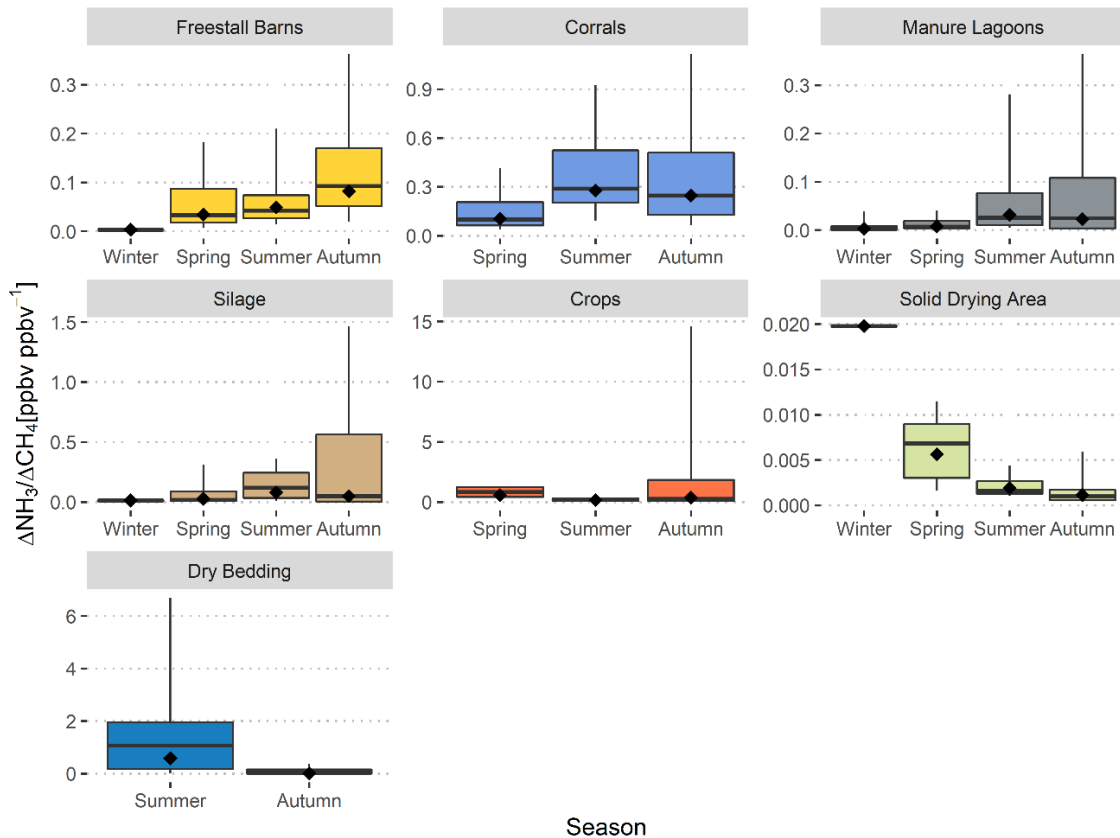 Freestall Barns
Corrals
Manure Lagoons
0.3
0.2
0.1
0.0
Winter Spring Summer Autumn
0.9
0.6
0.3
0.0
Spring Summer Autumn
0.3
0.2
0.1
0.0
Winter Spring Summer Autumn
ΔNH₃/ΔCH₄[ppbv ppbv⁻¹]
Silage
Crops
Solid Drying Area
1.5
1.0
0.5
0.0
Winter Spring Summer Autumn
15
10
5
0
Spring Summer Autumn
0.020
0.015
0.010
0.005
0.000
Winter Spring Summer Autumn
Dry Bedding
6
4
2
0
Summer Autumn
Season